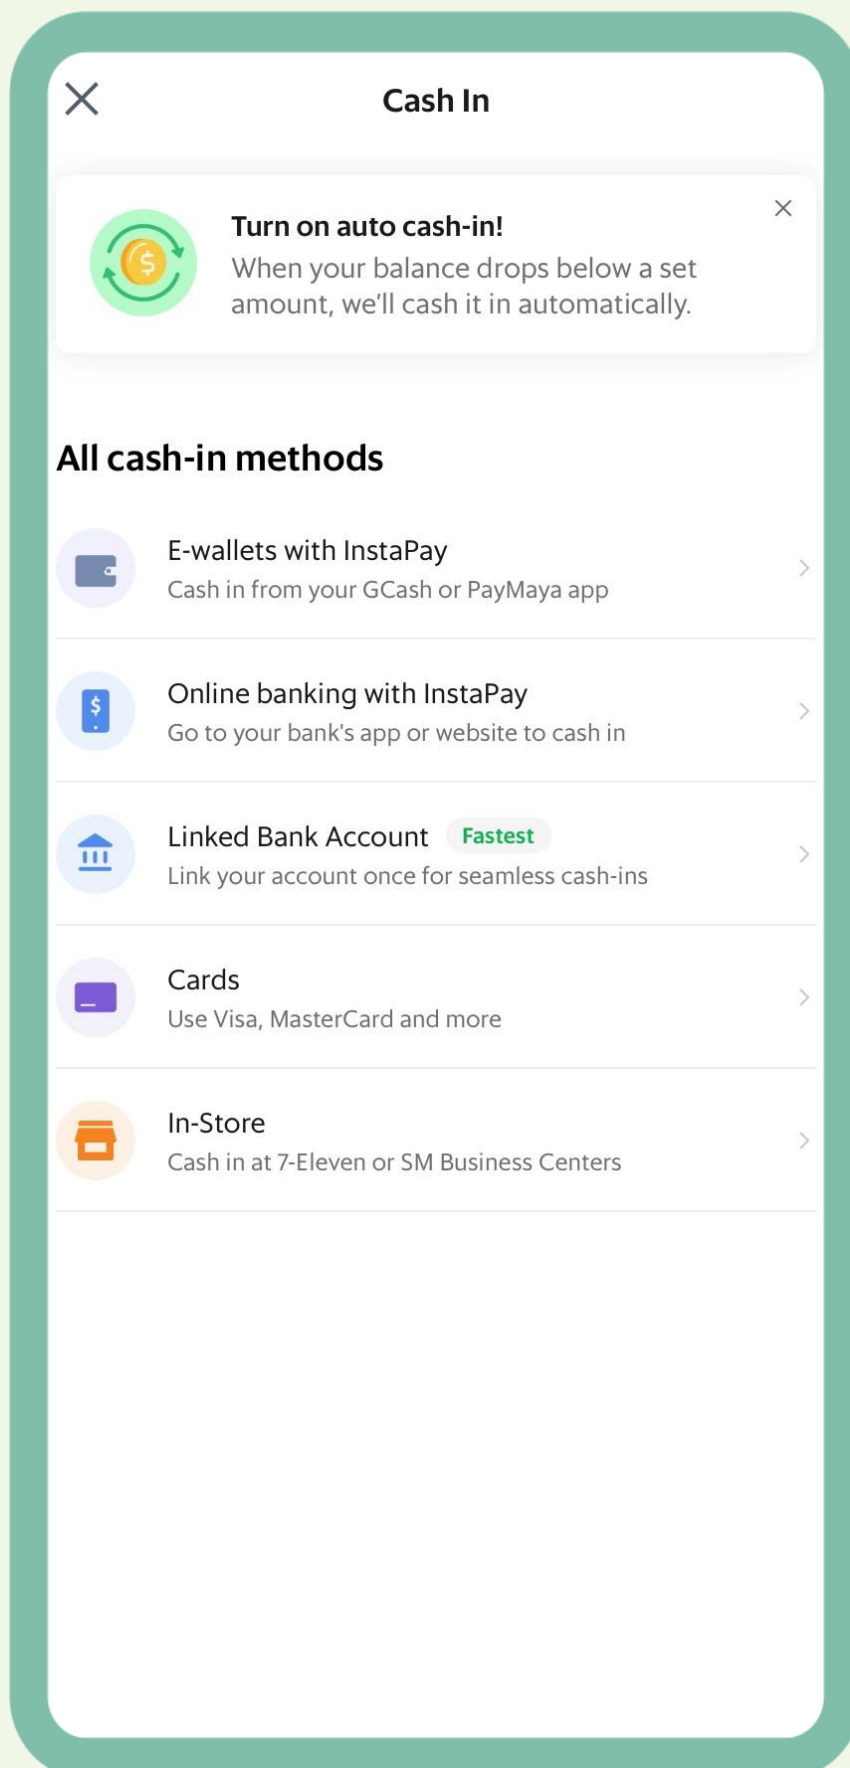 Cash In
Turn on auto cash-in!
When your balance drops below a set
amount, we'll cash it in automatically.
All cash-in methods
E-wallets with InstaPay
Cash in from your GCash or PayMaya app
Online banking with InstaPay
Go to your bank's app or website to cash in
Linked Bank Account Fastest
Link your account once for seamless cash-ins
Cards
Use Visa, MasterCard and more
In-Store
Cash in at 7-Eleven or SM Business Centers